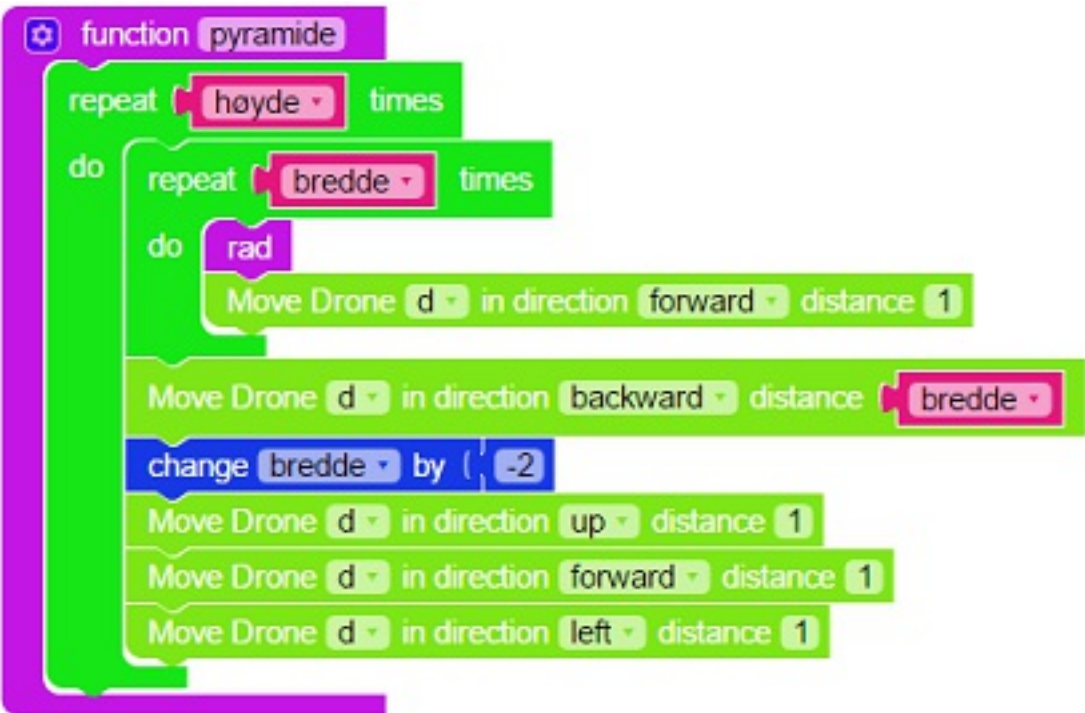 function pyramide
repeat høyde times
do repeat bredde times
do rad
Move Drone d in direction forward distance 1
Move Drone d in direction backward distance bredde
change bredde by -2
Move Drone d in direction up distance 1
Move Drone d in direction forward distance 1
Move Drone d in direction left distance 1